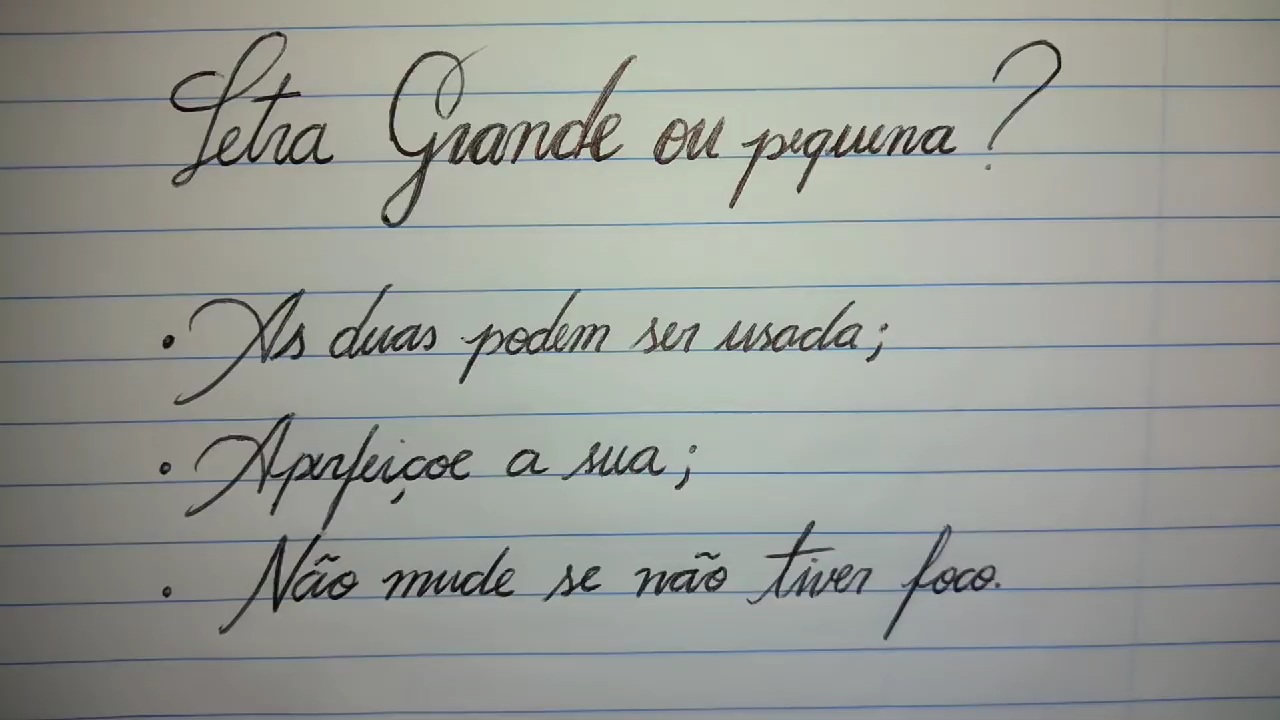 Letra Grande ou pequena?
• As duas podem ser usada;
• Aperfeiçoe a sua;
• Não mude se não tiver foco.